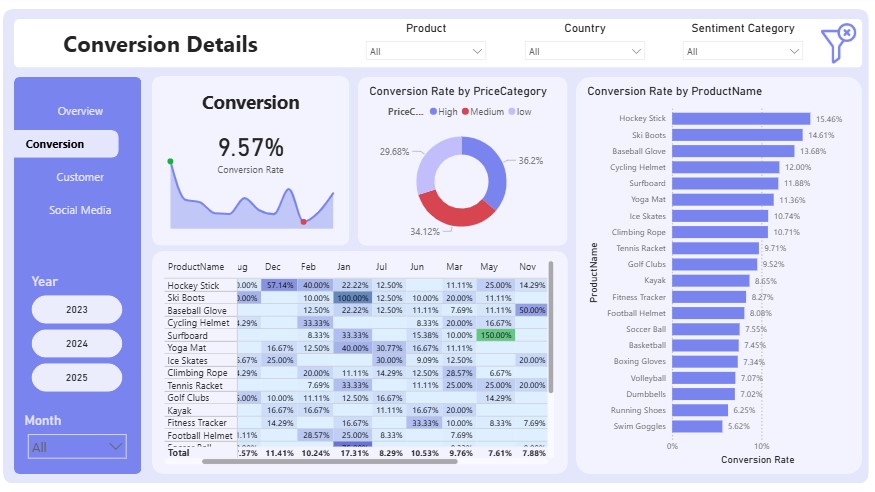 Conversion Details
Product
All
Country
All
Sentiment Category
All
Overview
Conversion
Customer
Social Media
Year
2023
2024
2025
Month
All
Conversion
9.57%
Conversion Rate
Conversion Rate by PriceCategory
PriceC... High Medium low
29.68%
36.2%
34.12%
ProductName ug Dec Feb Jan Jul Jun Mar May Nov
Hockey Stick 0.00% 57.14% 40.00% 22.22% 12.50% 11.11% 25.00% 14.29%
Ski Boots 0.00% 10.00% 100.00% 12.50% 10.00% 20.00% 11.11%
Baseball Glove 12.50% 22.22% 12.50% 11.11% 7.69% 11.11% 50.00%
Cycling Helmet 4.29% 33.33% 8.33% 20.00% 16.67%
Surfboard 8.33% 33.33% 15.38% 10.00% 150.00%
Yoga Mat 16.67% 12.50% 40.00% 30.77% 16.67% 11.11%
Ice Skates 6.67% 25.00% 30.00% 9.09% 12.50% 20.00%
Climbing Rope 4.29% 20.00% 11.11% 14.29% 12.50% 28.57% 6.67%
Tennis Racket 7.69% 33.33% 11.11% 25.00% 25.00% 20.00%
Golf Clubs 5.00% 10.00% 11.11% 12.50% 16.67% 14.29%
Kayak 16.67% 16.67% 11.11% 16.67% 20.00%
Fitness Tracker 14.29% 16.67% 33.33% 10.00% 8.33% 7.69%
Football Helmet 1.11% 28.57% 25.00% 8.33% 7.69%
Total .57% 11.41% 10.24% 17.31% 8.29% 10.53% 9.76% 7.61% 7.88%
Conversion Rate by ProductName
ProductName
Hockey Stick 15.46%
Ski Boots 14.61%
Baseball Glove 13.68%
Cycling Helmet 12.00%
Surfboard 11.88%
Yoga Mat 11.36%
Ice Skates 10.74%
Climbing Rope 10.71%
Tennis Racket 9.71%
Golf Clubs 9.52%
Kayak 8.65%
Fitness Tracker 8.27%
Football Helmet 8.08%
Soccer Ball 7.55%
Basketball 7.45%
Boxing Gloves 7.34%
Volleyball 7.07%
Dumbbells 7.02%
Running Shoes 6.25%
Swim Goggles 5.62%
0% 10%
Conversion Rate